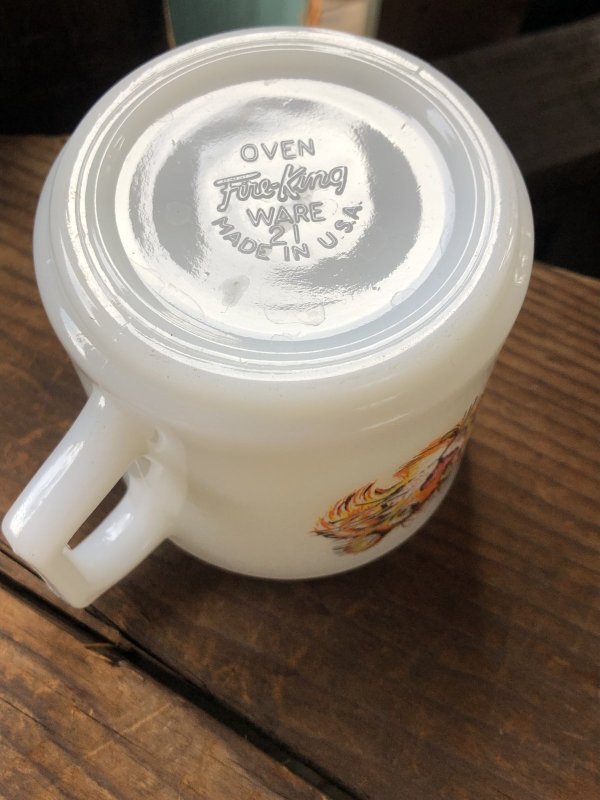 OVEN
Fire-King
WARE
21
MADE IN U.S.A.